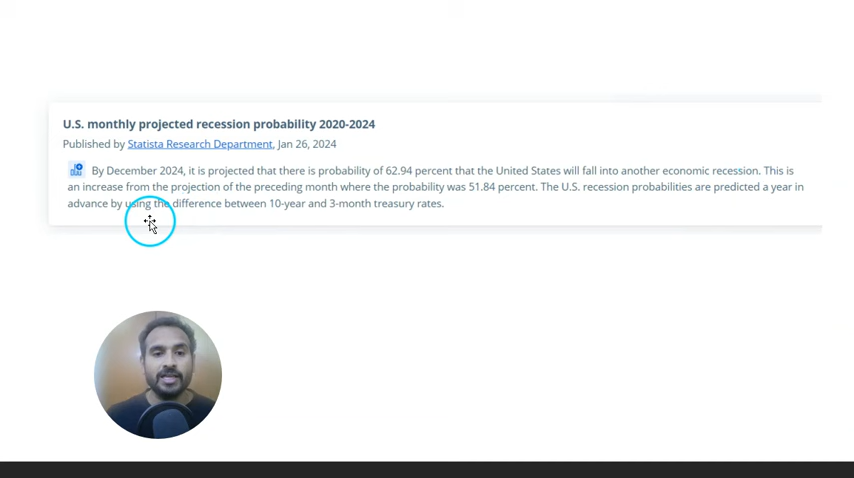 U.S. monthly projected recession probability 2020-2024
Published by Statista Research Department, Jan 26, 2024
By December 2024, it is projected that there is probability of 62.94 percent that the United States will fall into another economic recession. This is
an increase from the projection of the preceding month where the probability was 51.84 percent. The U.S. recession probabilities are predicted a year in
advance by using the difference between 10-year and 3-month treasury rates.